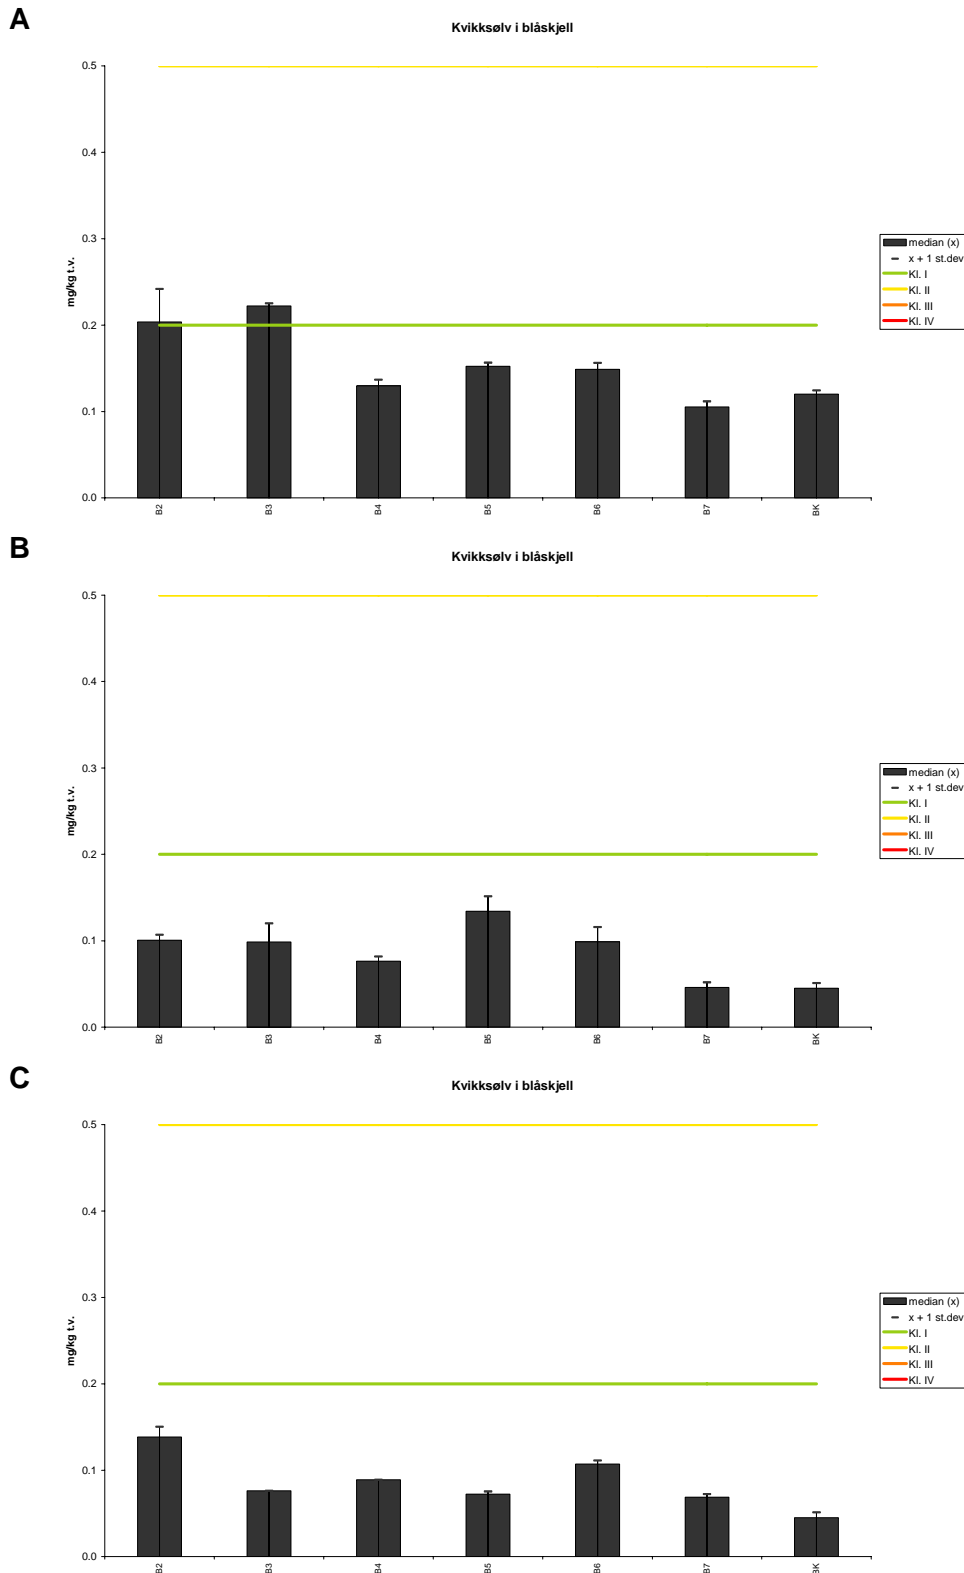 A
Kvikksølv i blåskjell
0.5
0.4
0.3
0.2
0.1
0.0
mg/kg t.v.
B2
B3
B4
B5
B6
B7
BK
median (x)
x + 1 st.dev
Kl. I
Kl. II
Kl. III
Kl. IV
B
Kvikksølv i blåskjell
0.5
0.4
0.3
0.2
0.1
0.0
mg/kg t.v.
B2
B3
B4
B5
B6
B7
BK
median (x)
x + 1 st.dev
Kl. I
Kl. II
Kl. III
Kl. IV
C
Kvikksølv i blåskjell
0.5
0.4
0.3
0.2
0.1
0.0
mg/kg t.v.
B2
B3
B4
B5
B6
B7
BK
median (x)
x + 1 st.dev
Kl. I
Kl. II
Kl. III
Kl. IV